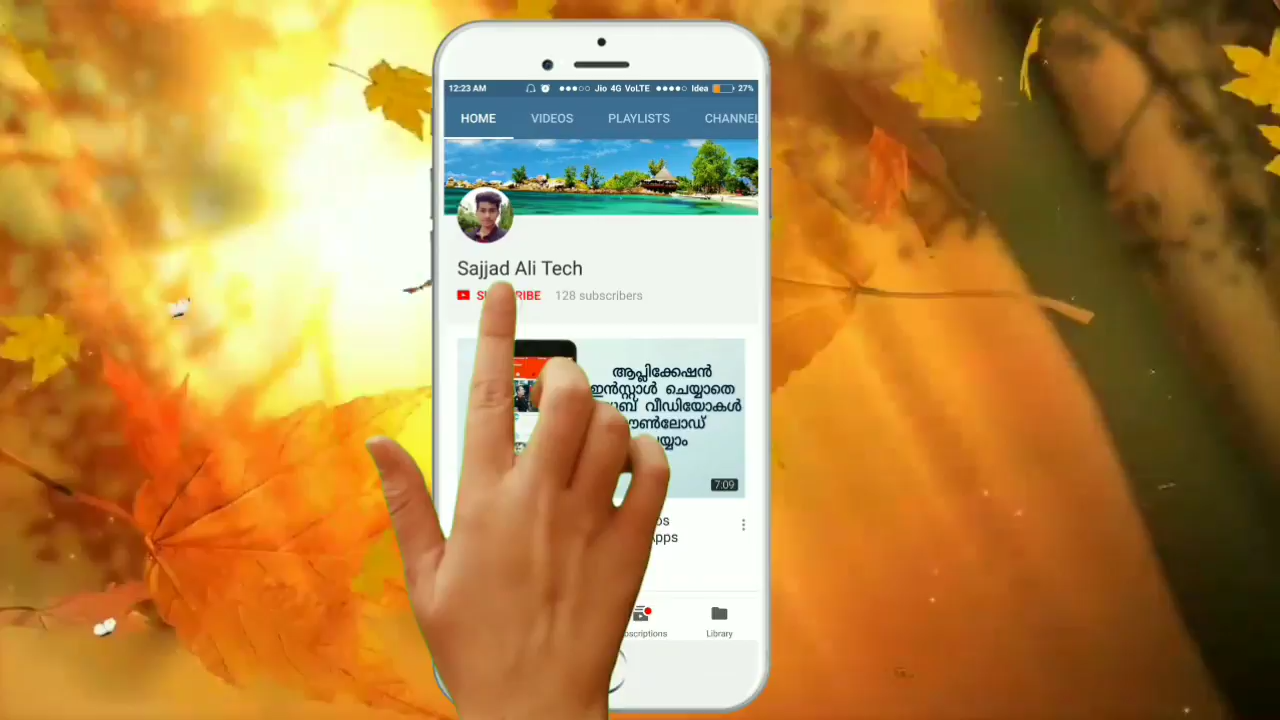 12:23 AM Jio 4G VoLTE Idea 27%
HOME VIDEOS PLAYLISTS CHANNEL
Sajjad Ali Tech
128 subscribers
ആപ്ലിക്കേഷൻ
ഇൻസ്റ്റാൾ ചെയ്യാതെ
വീഡിയോകൾ
7:09
Library